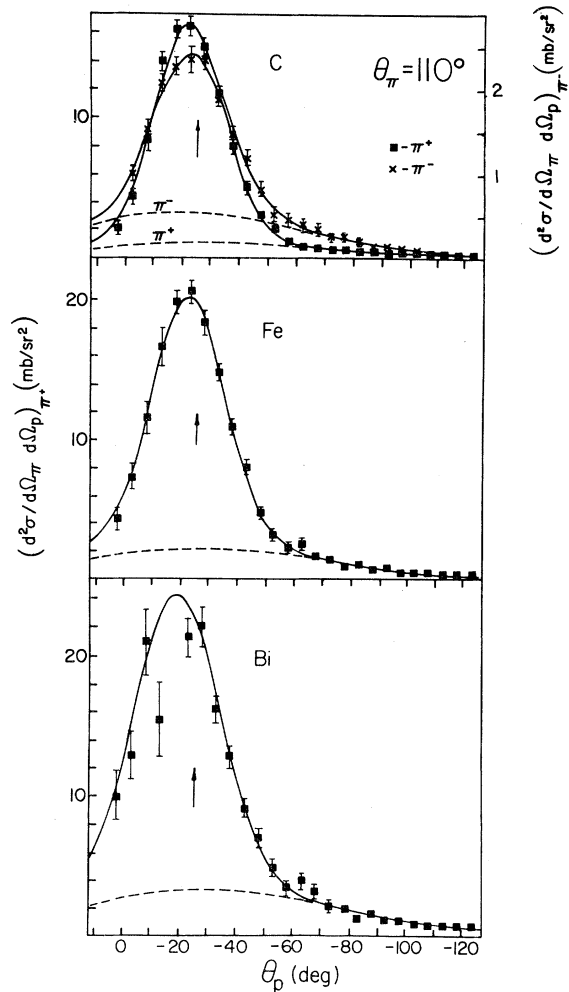 C
θπ=110°
■-π⁺
×-π⁻
10
2
1
π⁻
π⁺
(d²σ/dΩπ dΩp)π⁻ (mb/sr²)
Fe
20
10
(d²σ/dΩπ dΩp)π⁺ (mb/sr²)
Bi
20
10
0 -20 -40 -60 -80 -100 -120
θp (deg)